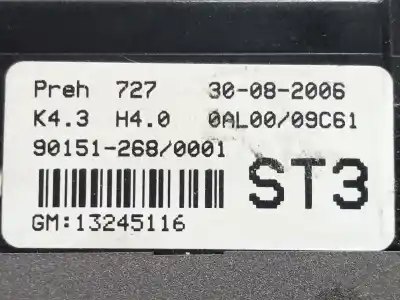 Preh 727 30-08-2006
K4.3 H4.0 0AL00/09C61
90151-268/0001
ST3
GM:13245116